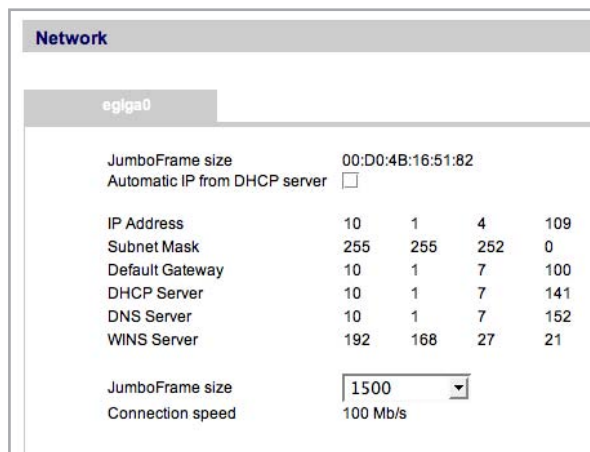 Network
egiga0
JumboFrame size 00:D0:4B:16:51:82
Automatic IP from DHCP server
IP Address 10 1 4 109
Subnet Mask 255 255 252 0
Default Gateway 10 1 7 100
DHCP Server 10 1 7 141
DNS Server 10 1 7 152
WINS Server 192 168 27 21
JumboFrame size 1500
Connection speed 100 Mb/s